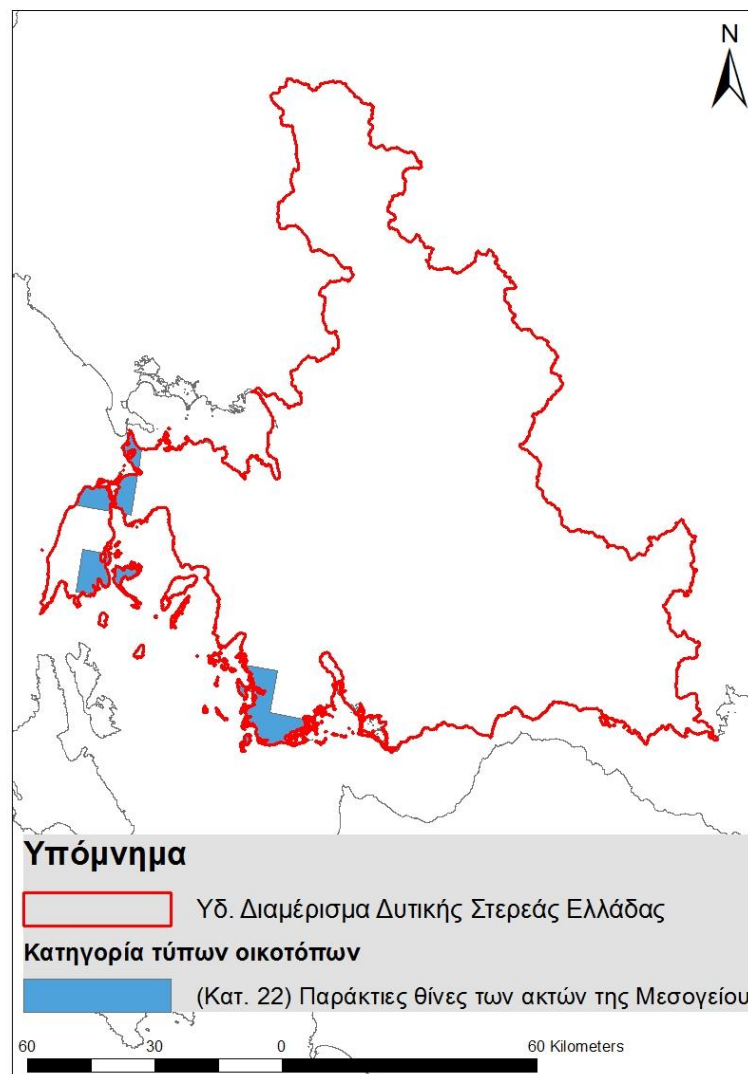 N
Υπόμνημα
Υδ. Διαμέρισμα Δυτικής Στερεάς Ελλάδας
Κατηγορία τύπων οικοτόπων
(Κατ. 22) Παράκτιες θίνες των ακτών της Μεσογείου
60 30 0 60 Kilometers